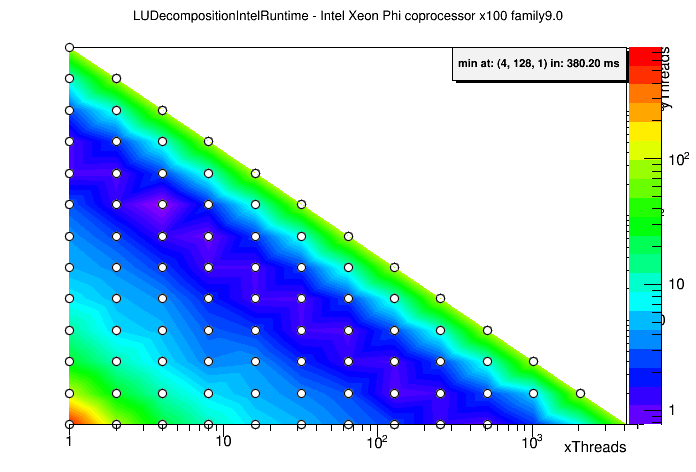 LUDecompositionIntelRuntime - Intel Xeon Phi coprocessor x100 family9.0
min at: (4, 128, 1) in: 380.20 ms
yThreads
10²
10
1
1
10
10²
10³
xThreads